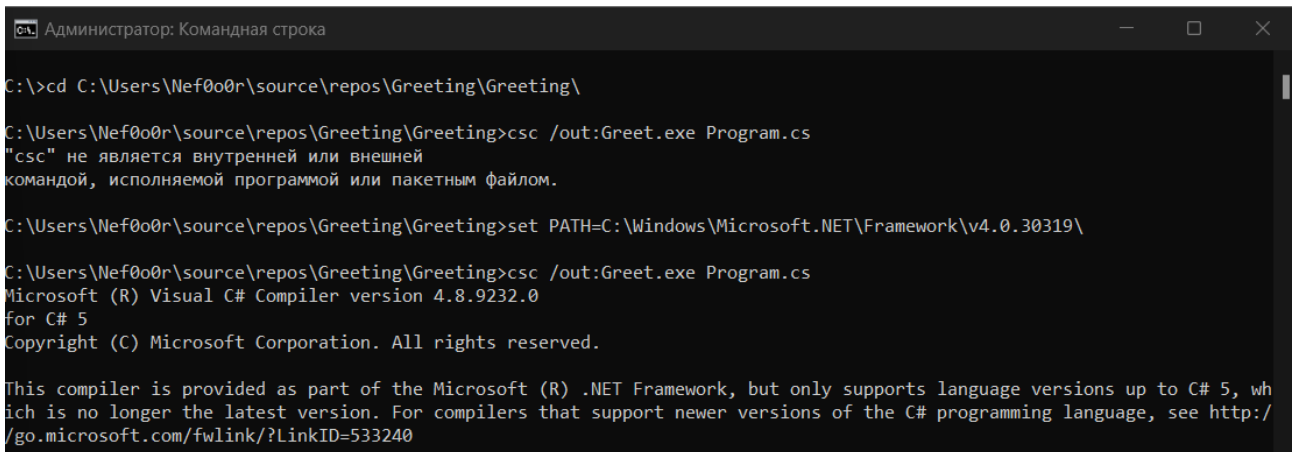 Администратор: Командная строка
C:\>cd C:\Users\Nef0o0r\source\repos\Greeting\Greeting\
C:\Users\Nef0o0r\source\repos\Greeting\Greeting>csc /out:Greet.exe Program.cs
"csc" не является внутренней или внешней
командой, исполняемой программой или пакетным файлом.
C:\Users\Nef0o0r\source\repos\Greeting\Greeting>set PATH=C:\Windows\Microsoft.NET\Framework\v4.0.30319\
C:\Users\Nef0o0r\source\repos\Greeting\Greeting>csc /out:Greet.exe Program.cs
Microsoft (R) Visual C# Compiler version 4.8.9232.0
for C# 5
Copyright (C) Microsoft Corporation. All rights reserved.
This compiler is provided as part of the Microsoft (R) .NET Framework, but only supports language versions up to C# 5, wh
ich is no longer the latest version. For compilers that support newer versions of the C# programming language, see http:/
/go.microsoft.com/fwlink/?LinkID=533240